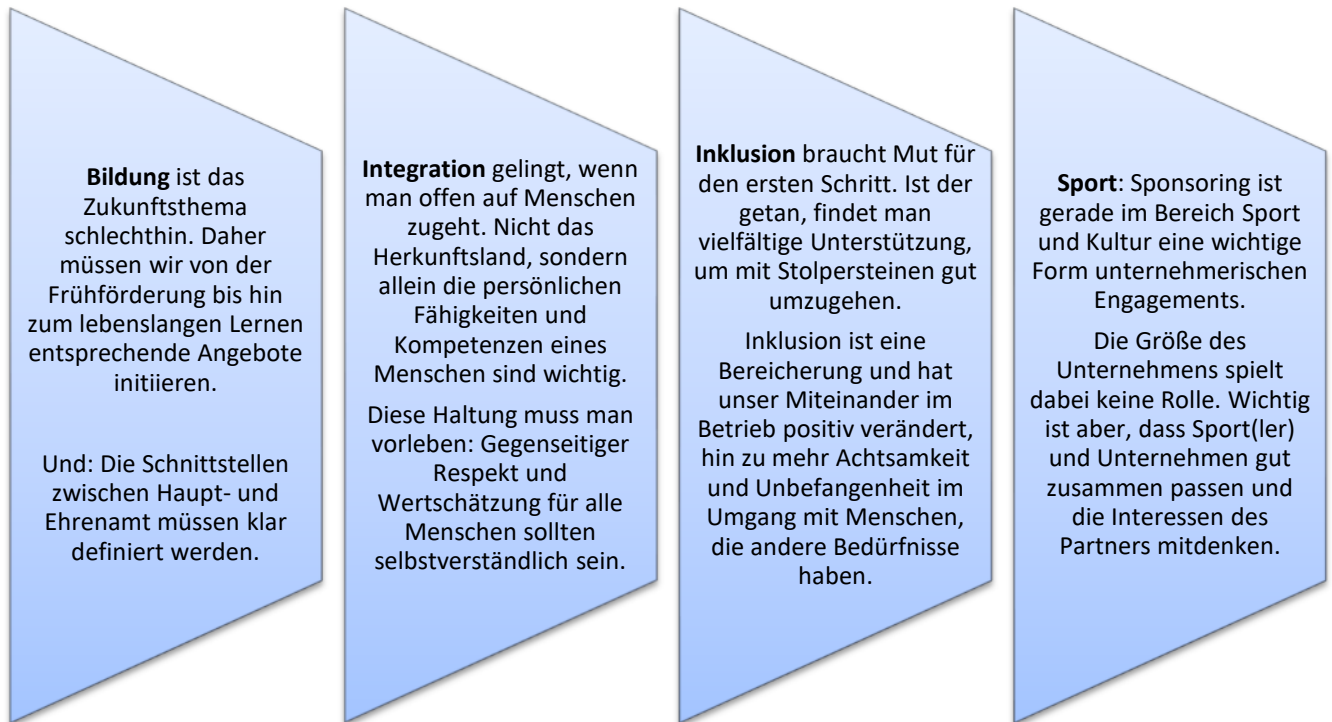 Bildung ist das
Zukunftsthema
schlechthin. Daher
müssen wir von der
Frühförderung bis hin
zum lebenslangen Lernen
entsprechende Angebote
initiieren.
Und: Die Schnittstellen
zwischen Haupt- und
Ehrenamt müssen klar
definiert werden.
Integration gelingt, wenn
man offen auf Menschen
zugeht. Nicht das
Herkunftsland, sondern
allein die persönlichen
Fähigkeiten und
Kompetenzen eines
Menschen sind wichtig.
Diese Haltung muss man
vorleben: Gegenseitiger
Respekt und
Wertschätzung für alle
Menschen sollten
selbstverständlich sein.
Inklusion braucht Mut für
den ersten Schritt. Ist der
getan, findet man
vielfältige Unterstützung,
um mit Stolpersteinen gut
umzugehen.
Inklusion ist eine
Bereicherung und hat
unser Miteinander im
Betrieb positiv verändert,
hin zu mehr Achtsamkeit
und Unbefangenheit im
Umgang mit Menschen,
die andere Bedürfnisse
haben.
Sport: Sponsoring ist
gerade im Bereich Sport
und Kultur eine wichtige
Form unternehmerischen
Engagements.
Die Größe des
Unternehmens spielt
dabei keine Rolle. Wichtig
ist aber, dass Sport(ler)
und Unternehmen gut
zusammen passen und
die Interessen des
Partners mitdenken.